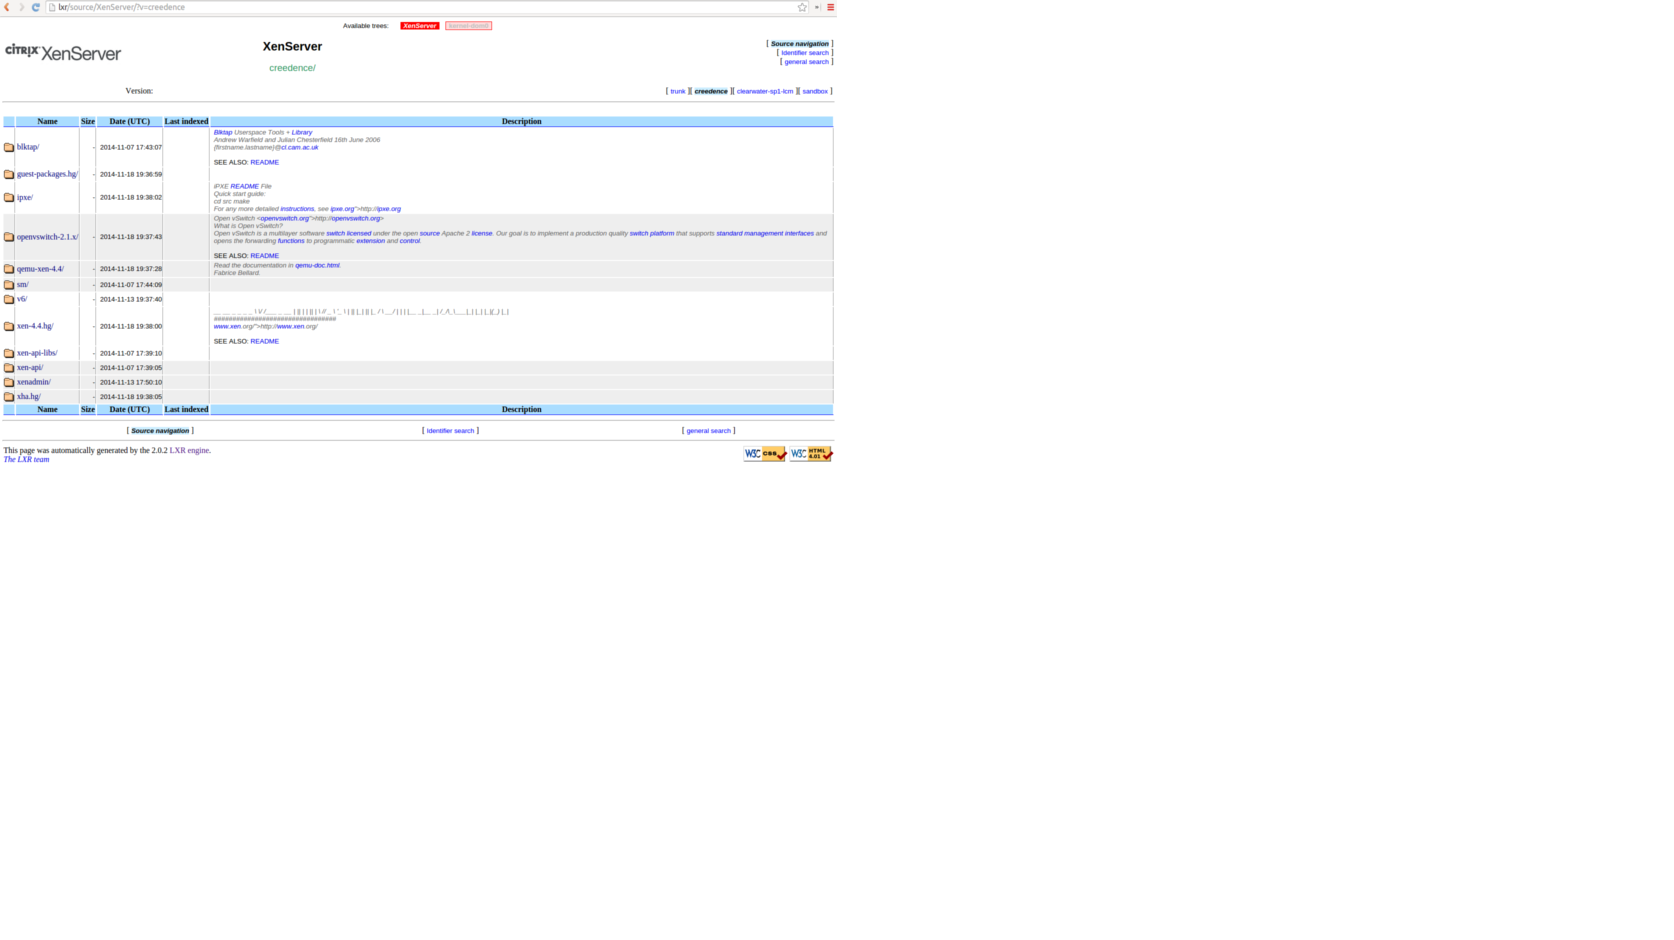 lxr/source/XenServer/?v=creedence
Available trees: XenServer kernel-dom0
CITRIX XenServer
XenServer
creedence/
[ Source navigation ]
[ Identifier search ]
[ general search ]
Version:
[ trunk ][ creedence ][ clearwater-sp1-lcm ][ sandbox ]
Name Size Date (UTC) Last indexed Description
blktap/ - 2014-11-07 17:43:07
Blktap Userspace Tools + Library
Andrew Warfield and Julian Chesterfield 16th June 2006
{firstname.lastname}@cl.cam.ac.uk
SEE ALSO: README
guest-packages.hg/ - 2014-11-18 19:36:59
ipxe/ - 2014-11-18 19:38:02
iPXE README File
Quick start guide:
cd src make
For any more detailed instructions, see ipxe.org">http://ipxe.org
openvswitch-2.1.x/ - 2014-11-18 19:37:43
Open vSwitch <openvswitch.org">http://openvswitch.org>
What is Open vSwitch?
Open vSwitch is a multilayer software switch licensed under the open source Apache 2 license. Our goal is to implement a production quality switch platform that supports standard management interfaces and
opens the forwarding functions to programmatic extension and control.
SEE ALSO: README
qemu-xen-4.4/ - 2014-11-18 19:37:28
Read the documentation in qemu-doc.html.
Fabrice Bellard.
sm/ - 2014-11-07 17:44:09
v6/ - 2014-11-13 19:37:40
xen-4.4.hg/ - 2014-11-18 19:38:00
#################################
www.xen.org/">http://www.xen.org/
SEE ALSO: README
xen-api-libs/ - 2014-11-07 17:39:10
xen-api/ - 2014-11-07 17:39:05
xenadmin/ - 2014-11-13 17:50:10
xha.hg/ - 2014-11-18 19:38:05
Name Size Date (UTC) Last indexed Description
[ Source navigation ] [ Identifier search ] [ general search ]
This page was automatically generated by the 2.0.2 LXR engine.
The LXR team
W3C css W3C HTML 4.01